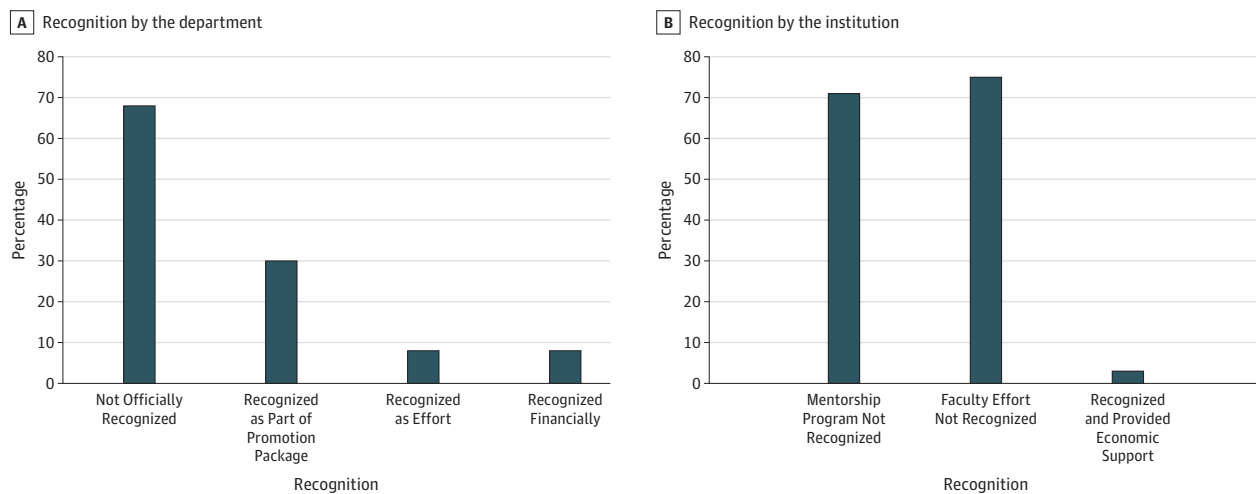 A Recognition by the department
80
70
60
50
40
30
20
10
0
Percentage
Not Officially
Recognized
Recognized
as Part of
Promotion
Package
Recognized
as Effort
Recognized
Financially
Recognition
B Recognition by the institution
80
70
60
50
40
30
20
10
0
Percentage
Mentorship
Program Not
Recognized
Faculty Effort
Not Recognized
Recognized
and Provided
Economic
Support
Recognition